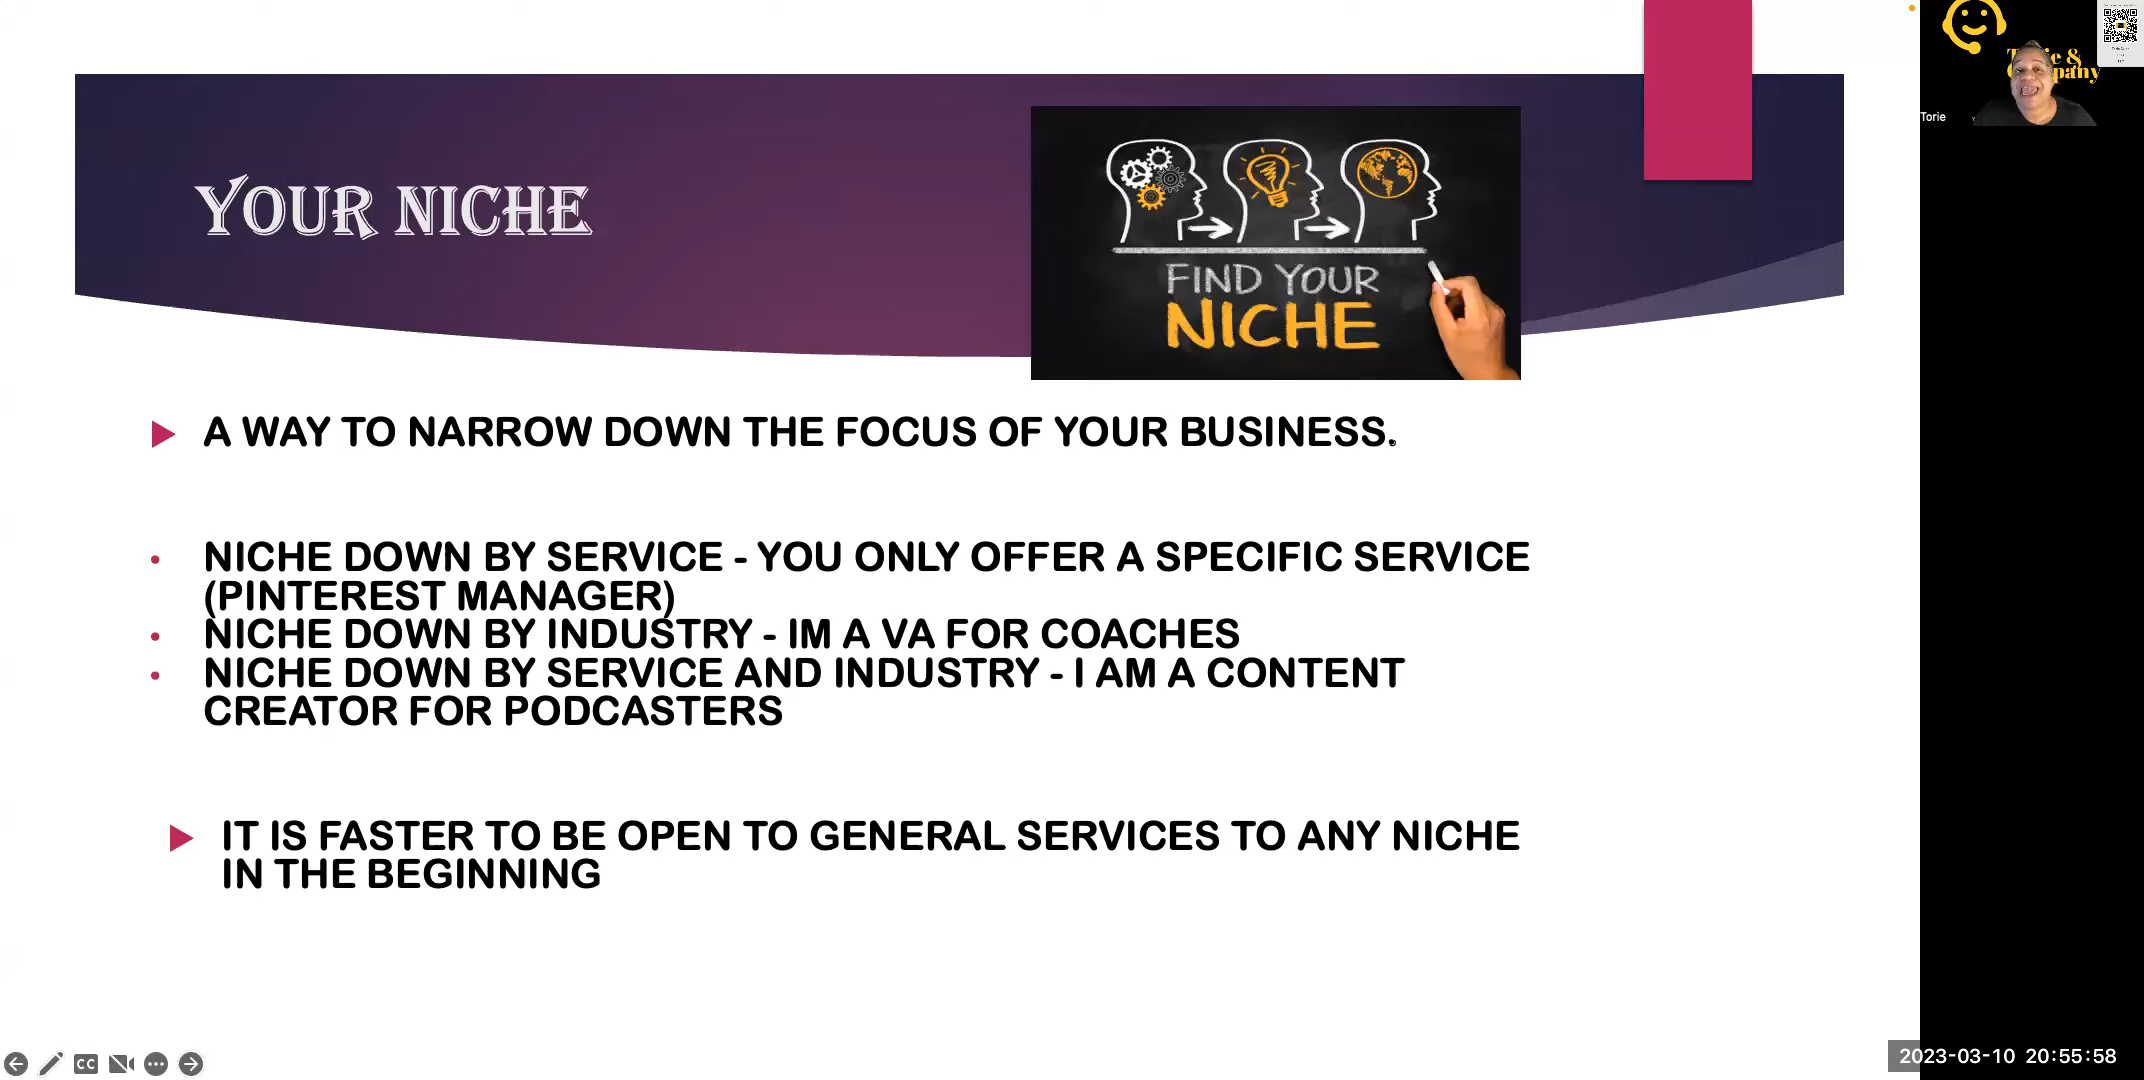 YOUR NICHE
FIND YOUR
NICHE
A WAY TO NARROW DOWN THE FOCUS OF YOUR BUSINESS.
NICHE DOWN BY SERVICE - YOU ONLY OFFER A SPECIFIC SERVICE
(PINTEREST MANAGER)
NICHE DOWN BY INDUSTRY - IM A VA FOR COACHES
NICHE DOWN BY SERVICE AND INDUSTRY - I AM A CONTENT
CREATOR FOR PODCASTERS
IT IS FASTER TO BE OPEN TO GENERAL SERVICES TO ANY NICHE
IN THE BEGINNING
Torie
CC
2023-03-10 20:55:58